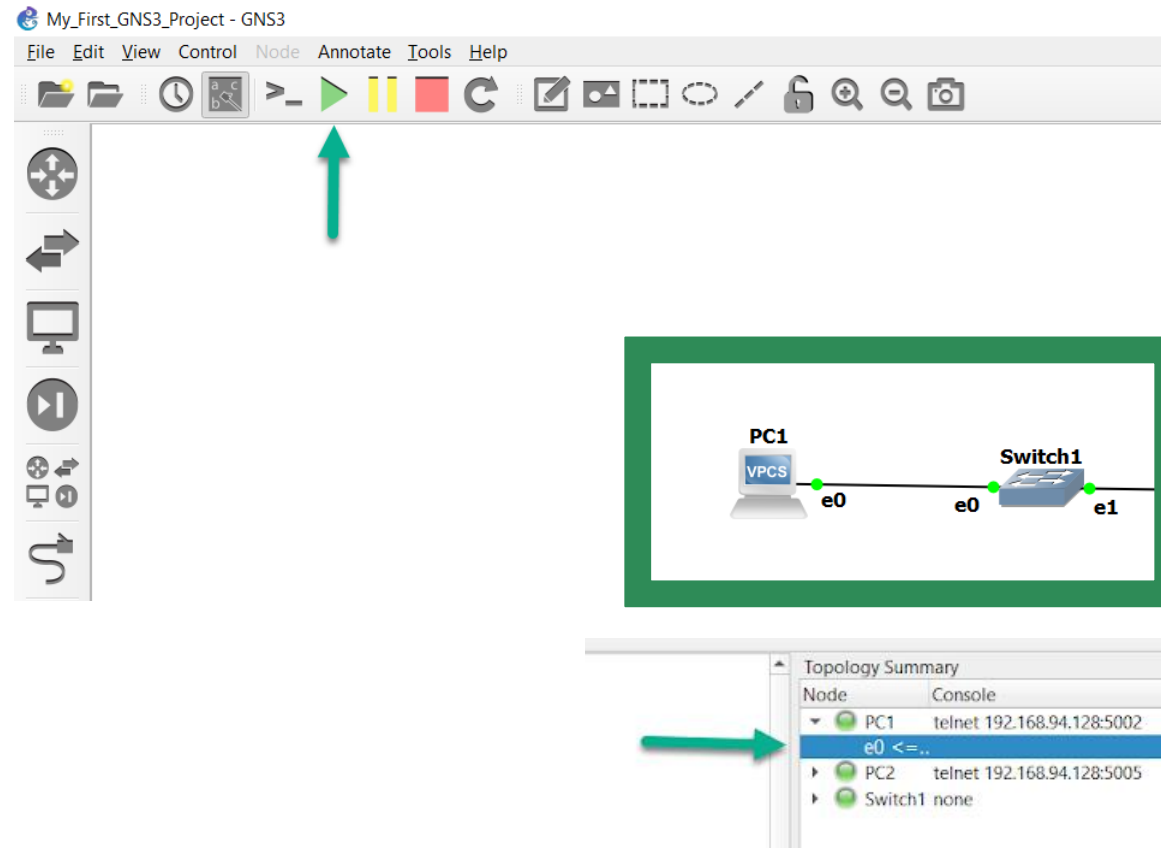 My_First_GNS3_Project - GNS3
File Edit View Control Node Annotate Tools Help
a c
b
>_
PC1
VPCS
Switch1
e0
e0
e1
Topology Summary
Node Console
PC1 telnet 192.168.94.128:5002
e0 <=..
PC2 telnet 192.168.94.128:5005
Switch1 none